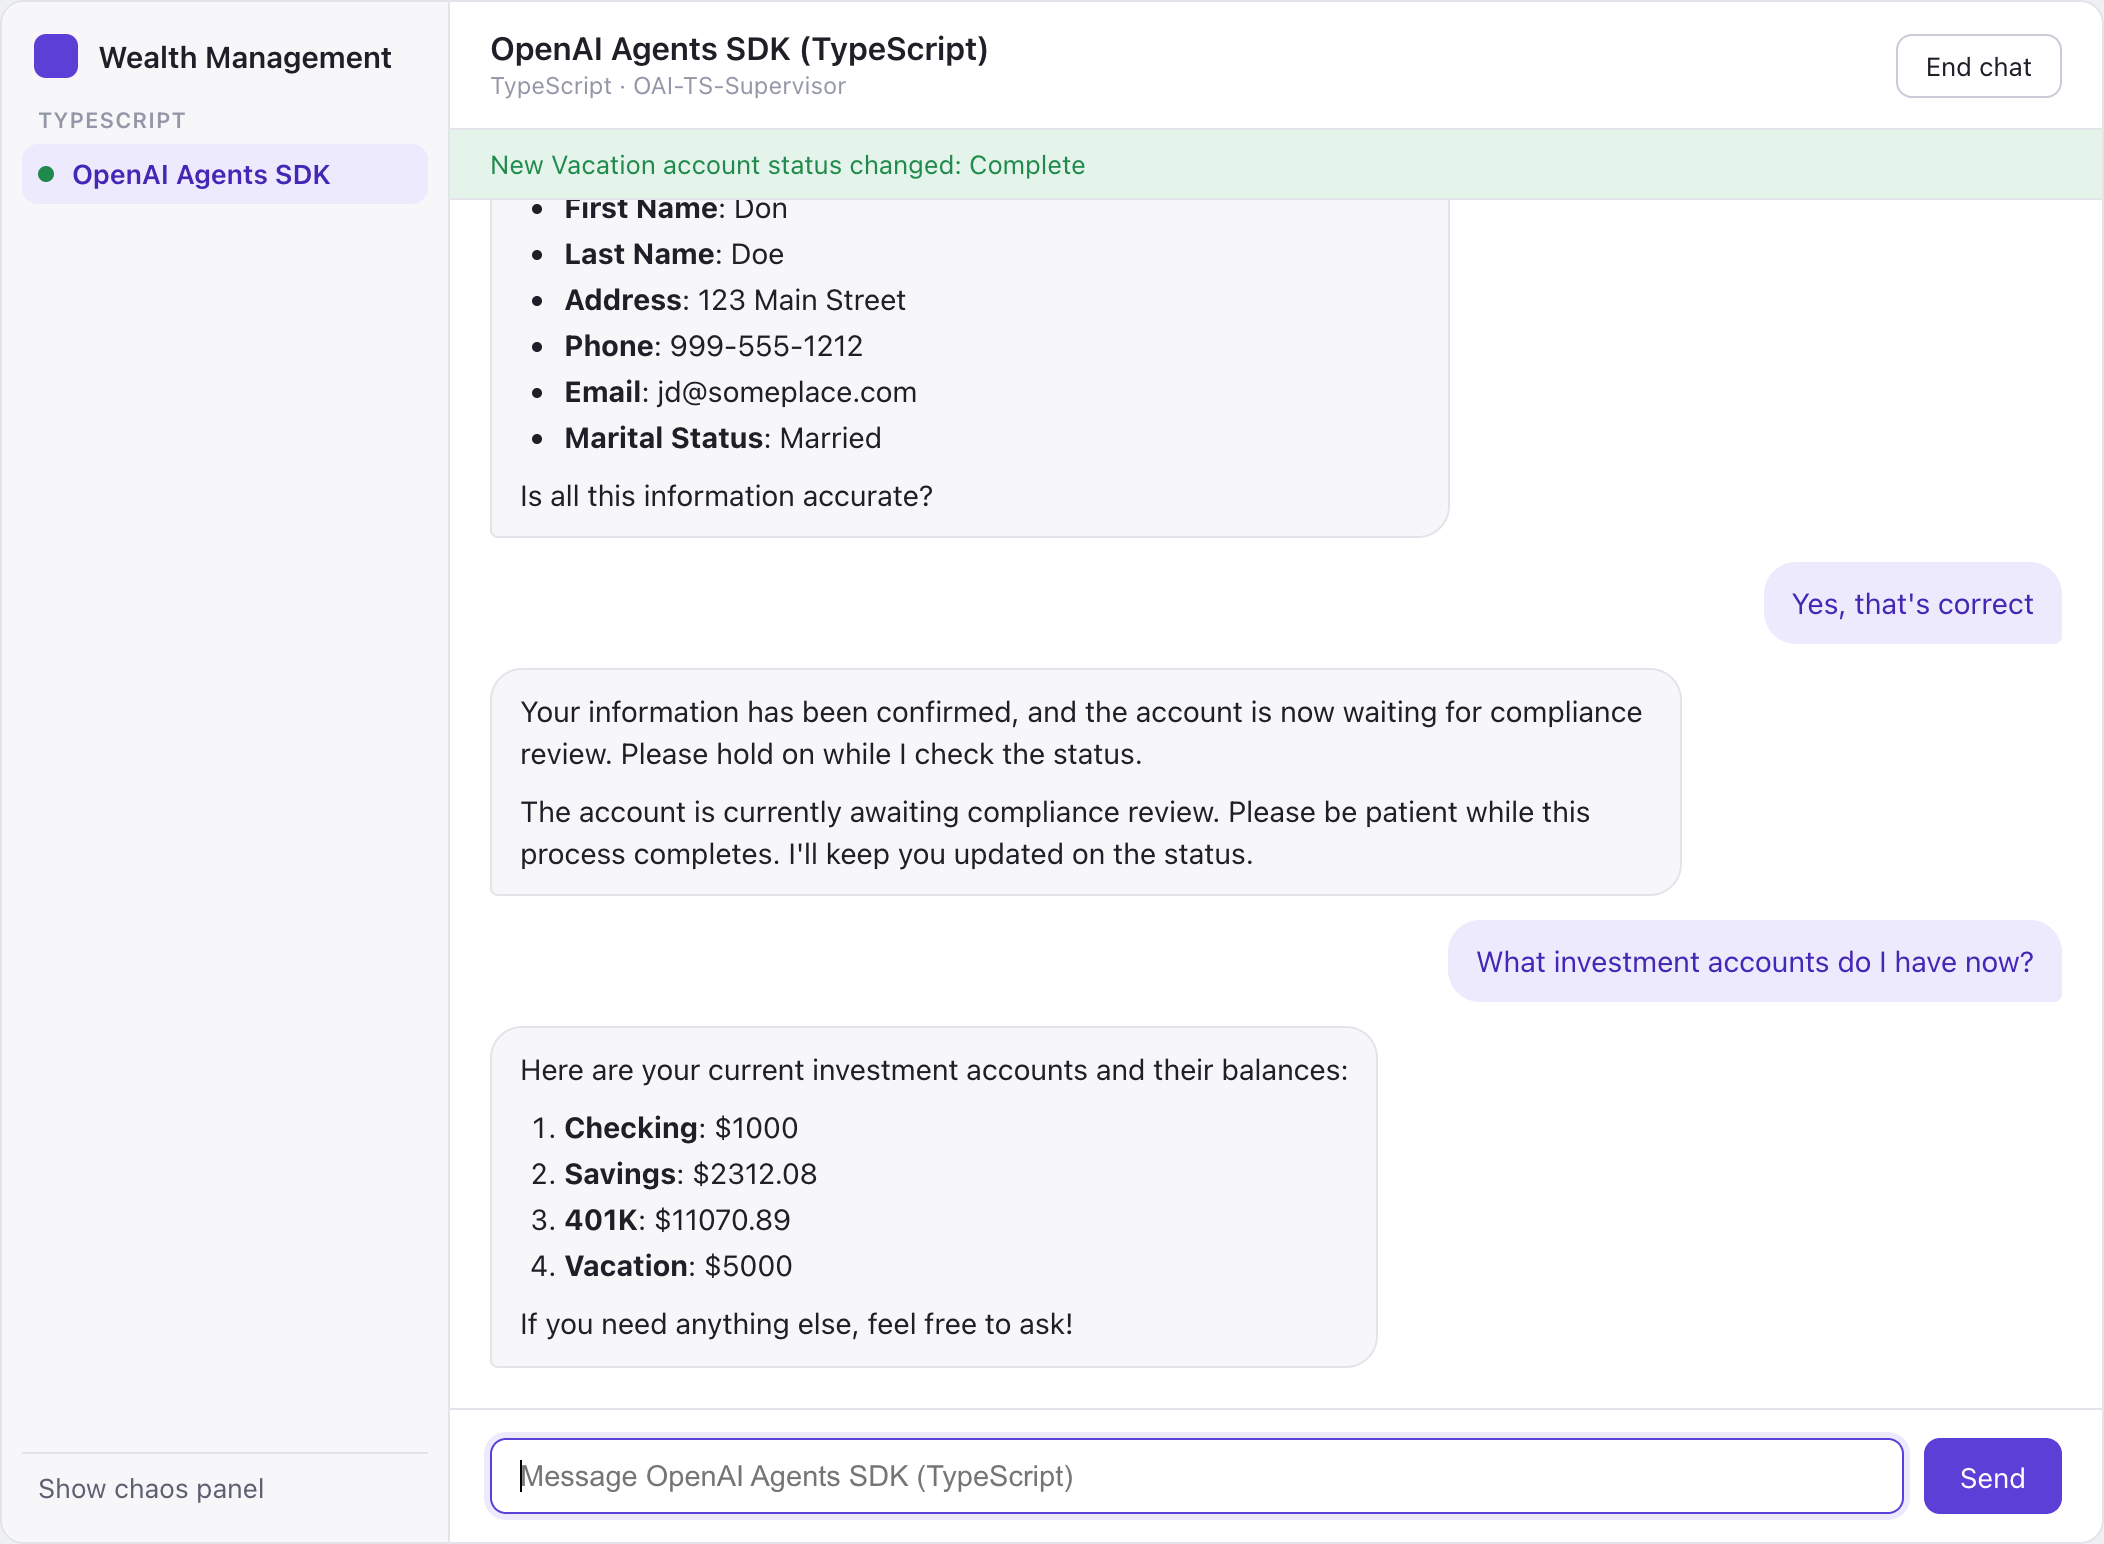 Wealth Management
TYPESCRIPT
OpenAI Agents SDK
Show chaos panel
OpenAI Agents SDK (TypeScript)
TypeScript · OAI-TS-Supervisor
End chat
New Vacation account status changed: Complete
• First Name: Don
• Last Name: Doe
• Address: 123 Main Street
• Phone: 999-555-1212
• Email: jd@someplace.com
• Marital Status: Married
Is all this information accurate?
Yes, that's correct
Your information has been confirmed, and the account is now waiting for compliance
review. Please hold on while I check the status.
The account is currently awaiting compliance review. Please be patient while this
process completes. I'll keep you updated on the status.
What investment accounts do I have now?
Here are your current investment accounts and their balances:
1. Checking: $1000
2. Savings: $2312.08
3. 401K: $11070.89
4. Vacation: $5000
If you need anything else, feel free to ask!
Message OpenAI Agents SDK (TypeScript)
Send